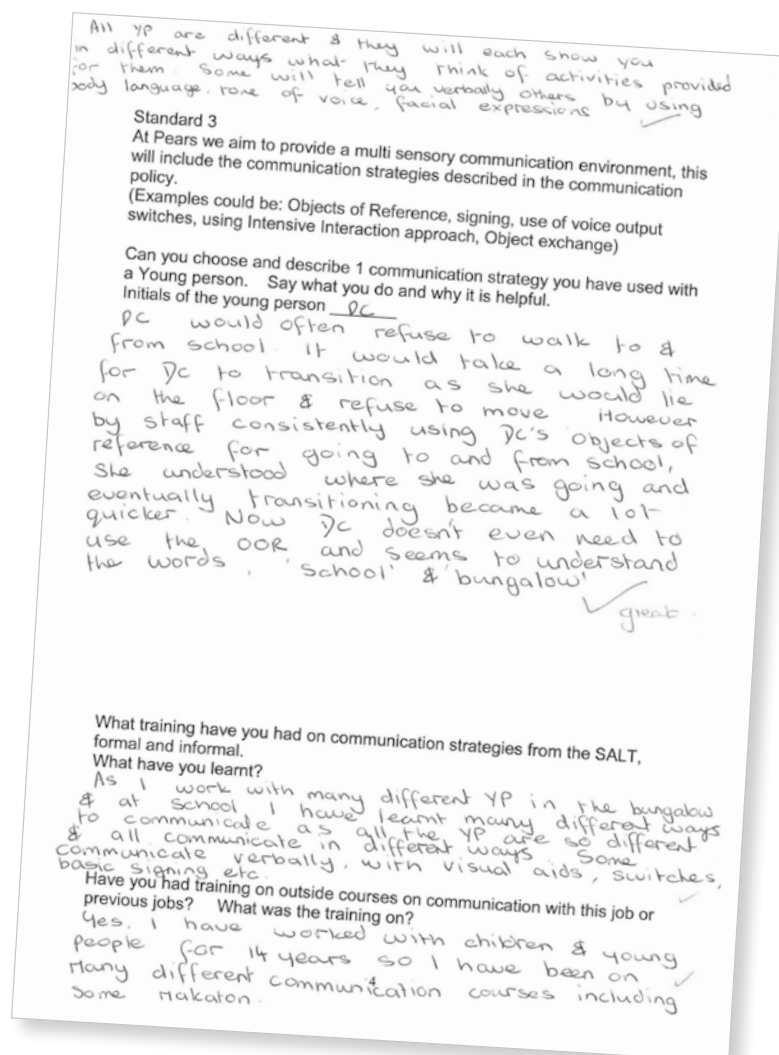 All YP are different & they will each show you
in different ways what they think of activities provided
for them. Some will tell you verbally others by using
body language, tone of voice, facial expressions
Standard 3
At Pears we aim to provide a multi sensory communication environment, this
will include the communication strategies described in the communication
policy.
(Examples could be: Objects of Reference, signing, use of voice output
switches, using Intensive Interaction approach, Object exchange)
Can you choose and describe 1 communication strategy you have used with
a Young person. Say what you do and why it is helpful.
Initials of the young person DC
DC would often refuse to walk to &
from school. It would take a long time
for DC to transition as she would lie
on the floor & refuse to move However
by staff consistently using DC's objects of
reference for going to and from school,
She understood where she was going and
eventually transitioning became a lot
quicker. Now DC doesn't even need to
use the OOR and seems to understand
the words, 'school' & 'bungalow'
great.
What training have you had on communication strategies from the SALT,
formal and informal.
What have you learnt?
As I work with many different YP in the bungalow
& at school I have learnt many different ways
to communicate as all the YP are so different
& all communicate in different ways Some
communicate verbally, with visual aids, switches,
basic signing etc.
Have you had training on outside courses on communication with this job or
previous jobs? What was the training on?
Yes. I have worked with children & young
people for 14 years so I have been on
Many different communication courses including
Some Makaton.
4